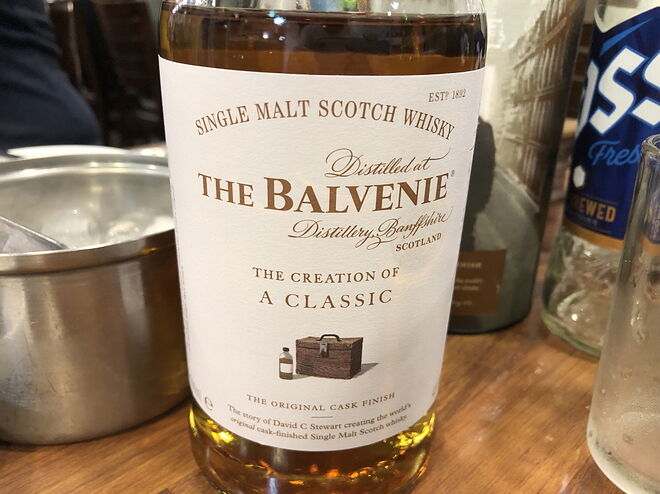 ESTD 1892
SINGLE MALT SCOTCH WHISKY
Distilled at
THE BALVENIE®
Distillery, Banffshire
SCOTLAND
THE CREATION OF
A CLASSIC
THE ORIGINAL CASK FINISH
The story of David C Stewart creating the world's
original cask-finished Single Malt Scotch whisky.
Fres